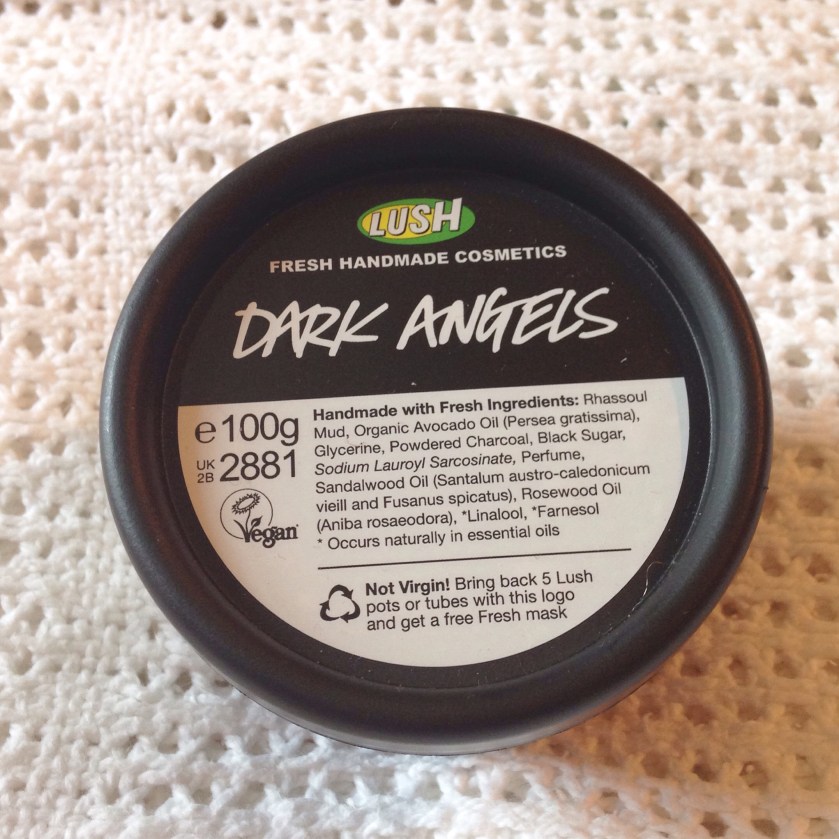 LUSH
FRESH HANDMADE COSMETICS
DARK ANGELS
e 100g
UK
2B 2881
Vegan
Handmade with Fresh Ingredients: Rhassoul
Mud, Organic Avocado Oil (Persea gratissima),
Glycerine, Powdered Charcoal, Black Sugar,
Sodium Lauroyl Sarcosinate, Perfume,
Sandalwood Oil (Santalum austro-caledonicum
vieill and Fusanus spicatus), Rosewood Oil
(Aniba rosaeodora), *Linalool, *Farnesol
* Occurs naturally in essential oils
Not Virgin! Bring back 5 Lush
pots or tubes with this logo
and get a free Fresh mask